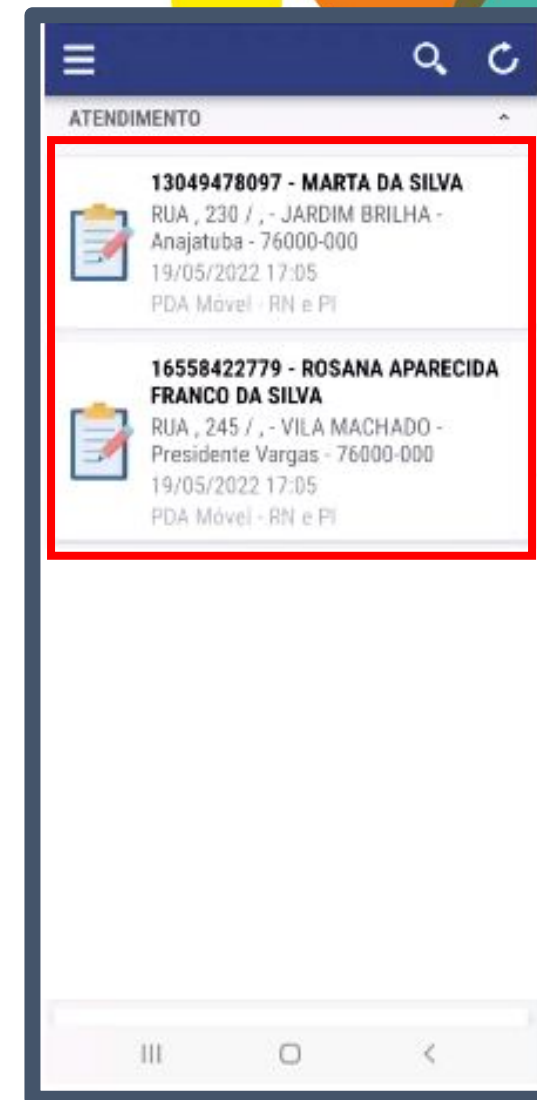 ATENDIMENTO
13049478097 - MARTA DA SILVA
RUA , 230 / , - JARDIM BRILHA -
Anajatuba - 76000-000
19/05/2022 17:05
PDA Móvel - RN e PI
16558422779 - ROSANA APARECIDA
FRANCO DA SILVA
RUA , 245 / , - VILA MACHADO -
Presidente Vargas - 76000-000
19/05/2022 17:05
PDA Móvel - RN e PI